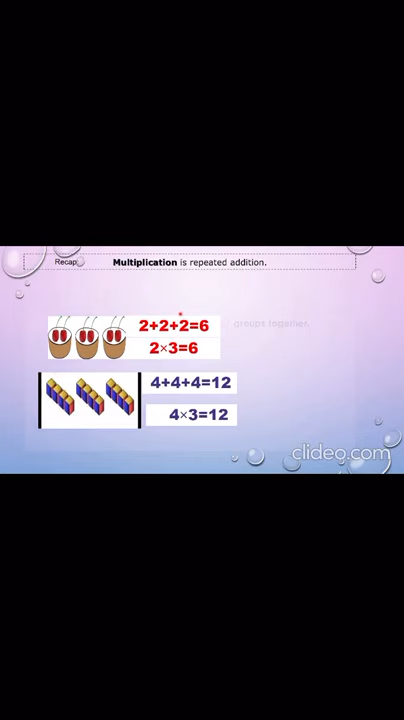 Recap
Multiplication is repeated addition.
2+2+2=6
groups together.
2×3=6
4+4+4=12
4×3=12
clideo.com